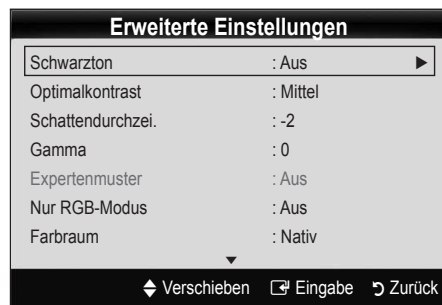 Erweiterte Einstellungen
Schwarzton : Aus
Optimalkontrast : Mittel
Schattendurchzei. : -2
Gamma : 0
Expertenmuster : Aus
Nur RGB-Modus : Aus
Farbraum : Nativ
Verschieben Eingabe Zurück